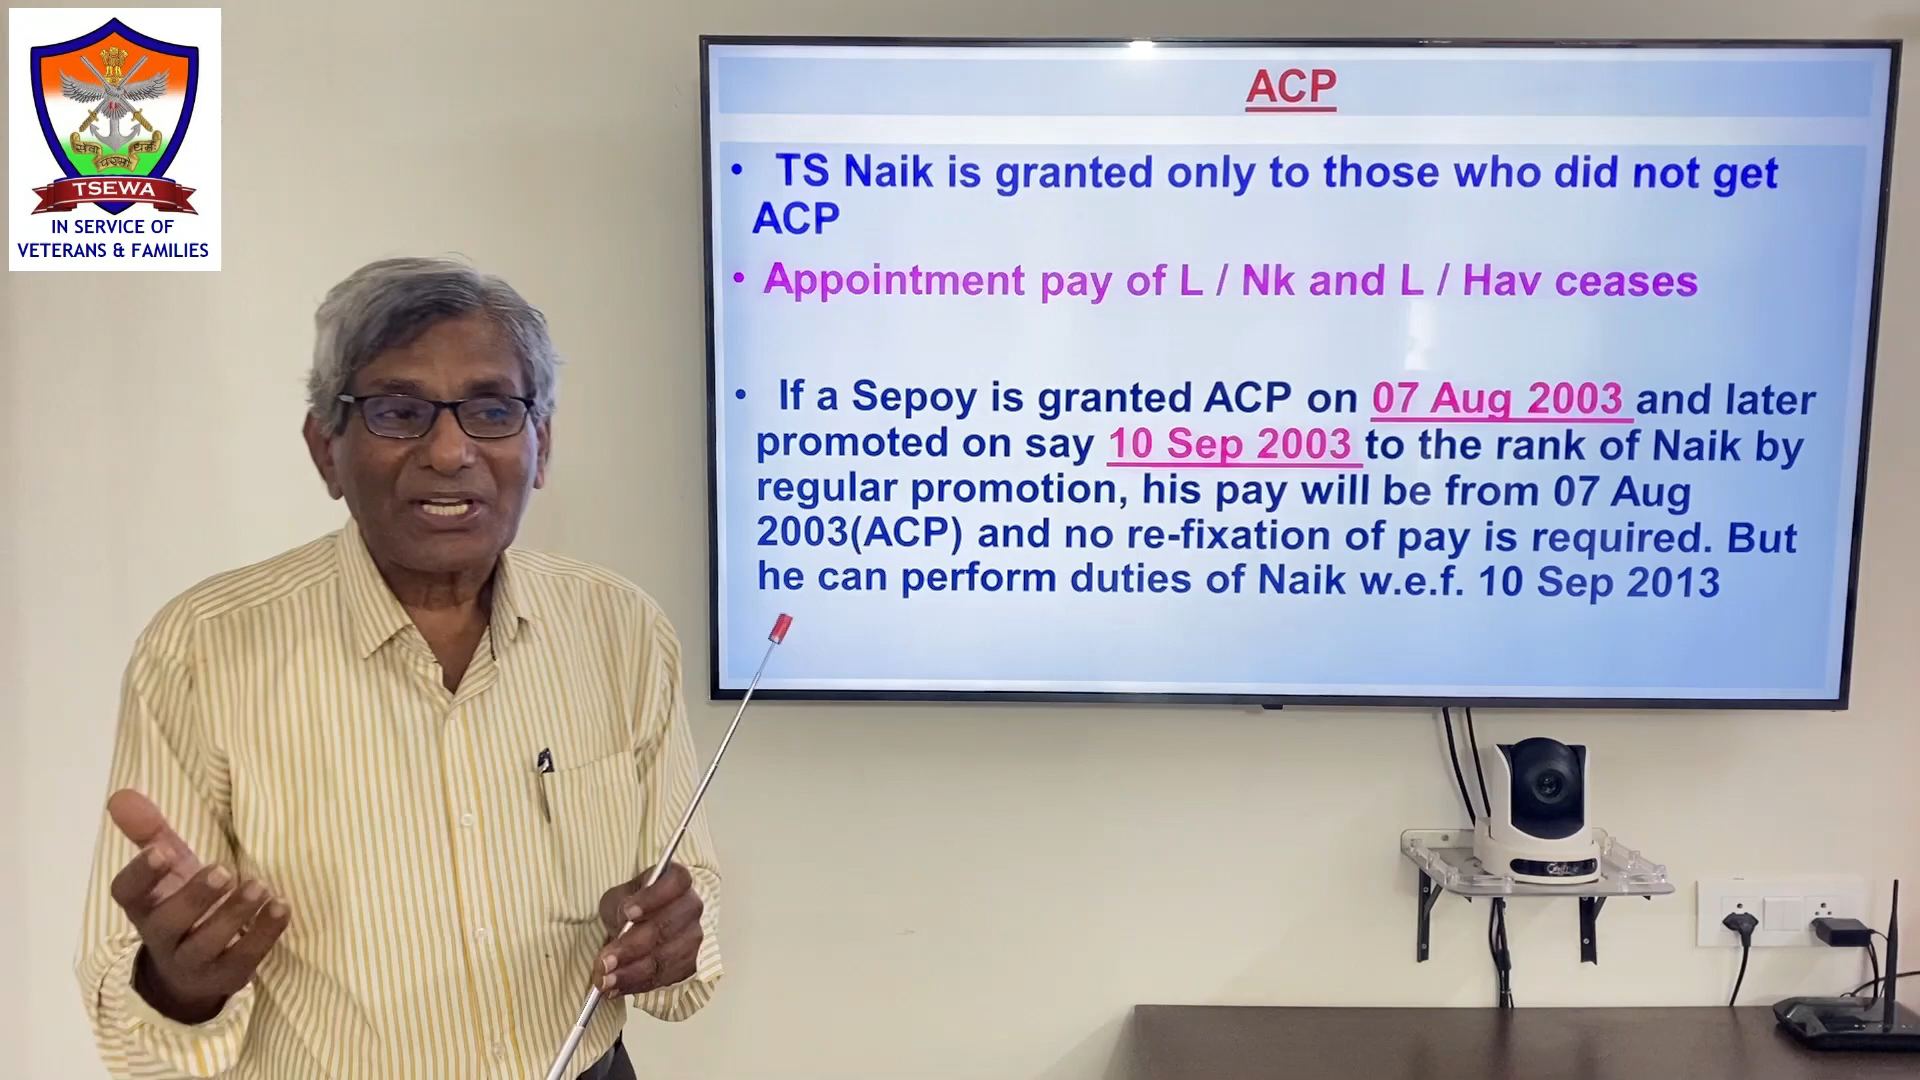 सेवा
परमो
धर्मः
TSEWA
IN SERVICE OF
VETERANS & FAMILIES
ACP
• TS Naik is granted only to those who did not get
ACP
• Appointment pay of L / Nk and L / Hav ceases
• If a Sepoy is granted ACP on 07 Aug 2003 and later
promoted on say 10 Sep 2003 to the rank of Naik by
regular promotion, his pay will be from 07 Aug
2003(ACP) and no re-fixation of pay is required. But
he can perform duties of Naik w.e.f. 10 Sep 2013